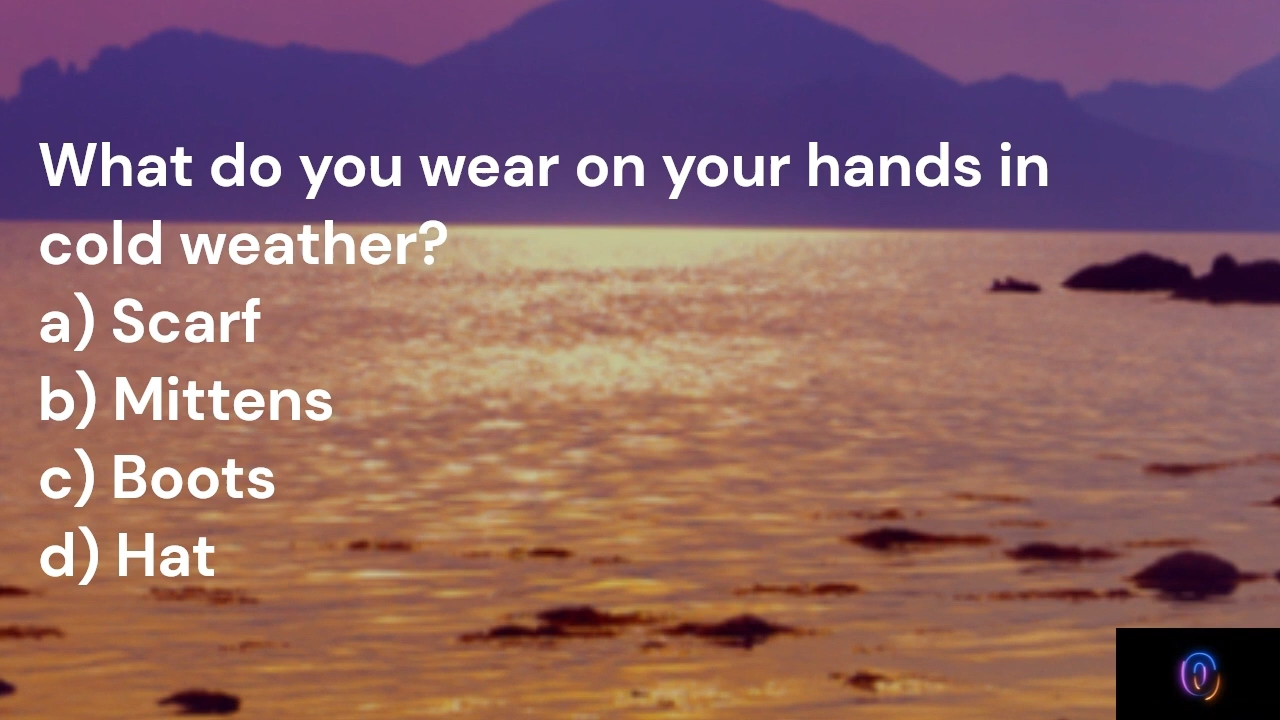 What do you wear on your hands in
cold weather?
a) Scarf
b) Mittens
c) Boots
d) Hat